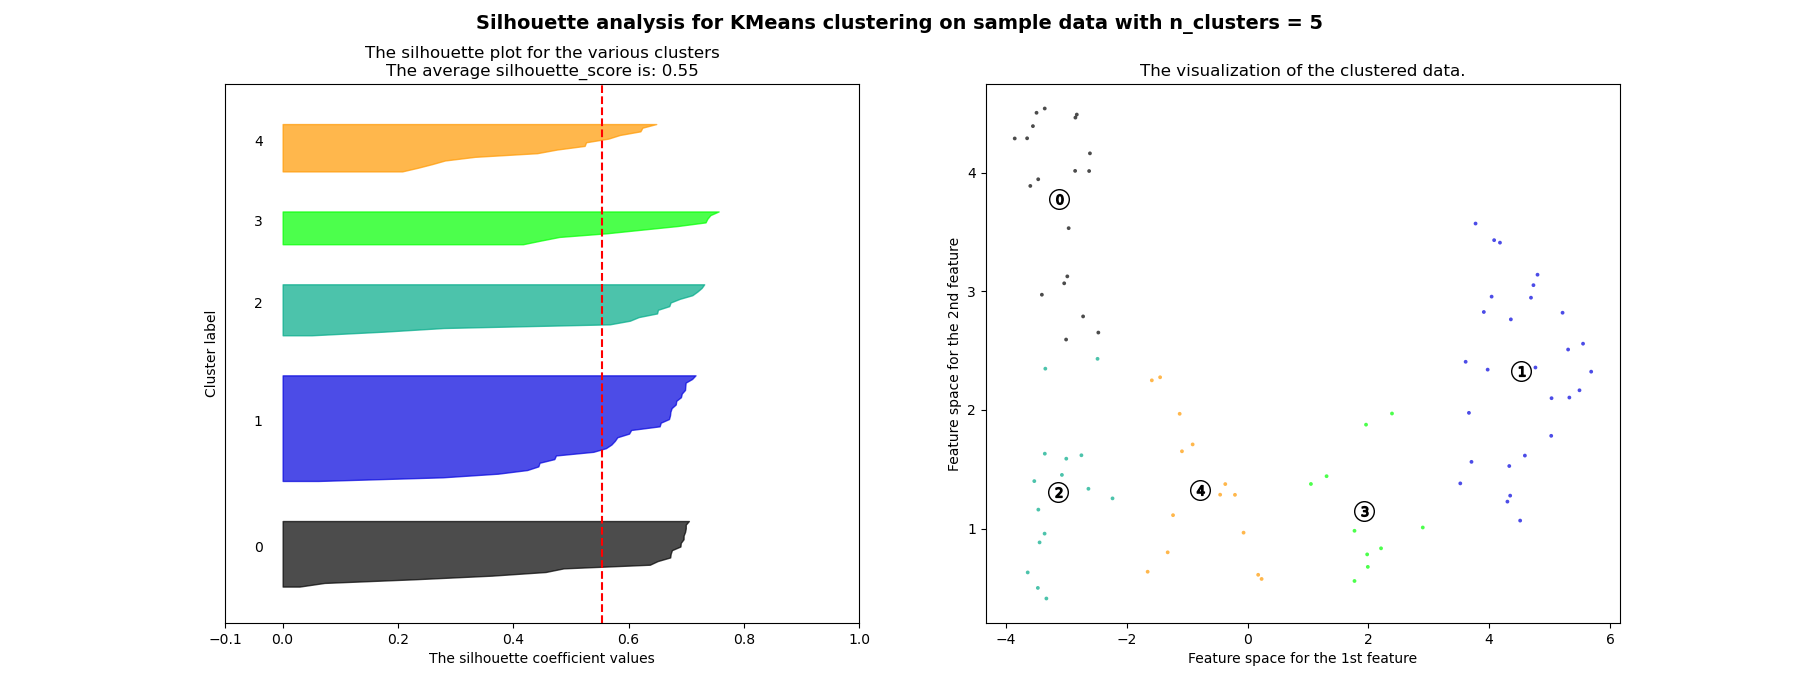 Silhouette analysis for KMeans clustering on sample data with n_clusters = 5
The silhouette plot for the various clusters
The average silhouette_score is: 0.55
Cluster label
4
3
2
1
0
−0.1 0.0 0.2 0.4 0.6 0.8 1.0
The silhouette coefficient values
The visualization of the clustered data.
Feature space for the 2nd feature
4
3
2
1
0
1
2
4
3
−4 −2 0 2 4 6
Feature space for the 1st feature